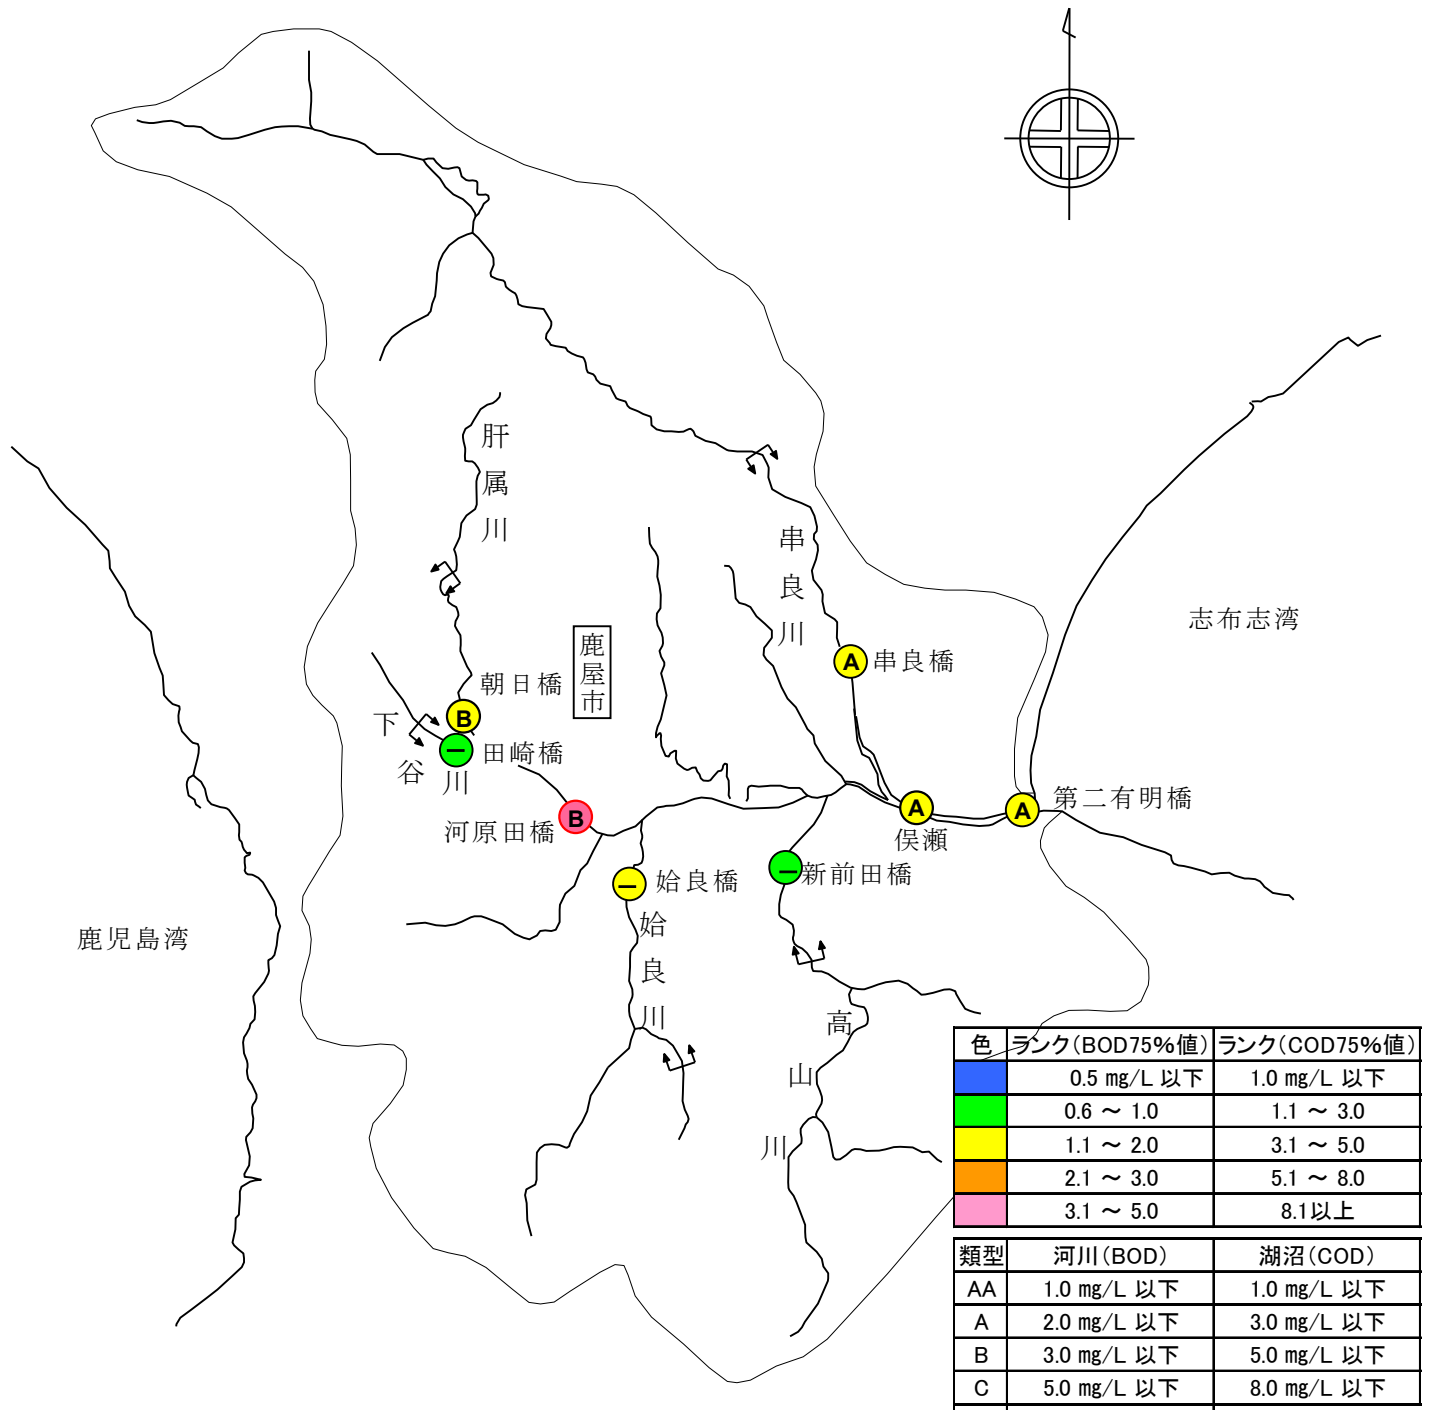 肝属川
串良川
志布志湾
鹿屋市
A
串良橋
朝日橋
B
下谷川
一
田崎橋
第二有明橋
A
A
俣瀬
B
河原田橋
一
姶良橋
一
新前田橋
姶良川
鹿児島湾
高山川
色 ランク(BOD75%値) ランク(COD75%値)
0.5 ㎎/L 以下 1.0 ㎎/L 以下
0.6 ~ 1.0 1.1 ~ 3.0
1.1 ~ 2.0 3.1 ~ 5.0
2.1 ~ 3.0 5.1 ~ 8.0
3.1 ~ 5.0 8.1以上
類型 河川(BOD) 湖沼(COD)
AA 1.0 ㎎/L 以下 1.0 ㎎/L 以下
A 2.0 ㎎/L 以下 3.0 ㎎/L 以下
B 3.0 ㎎/L 以下 5.0 ㎎/L 以下
C 5.0 ㎎/L 以下 8.0 ㎎/L 以下